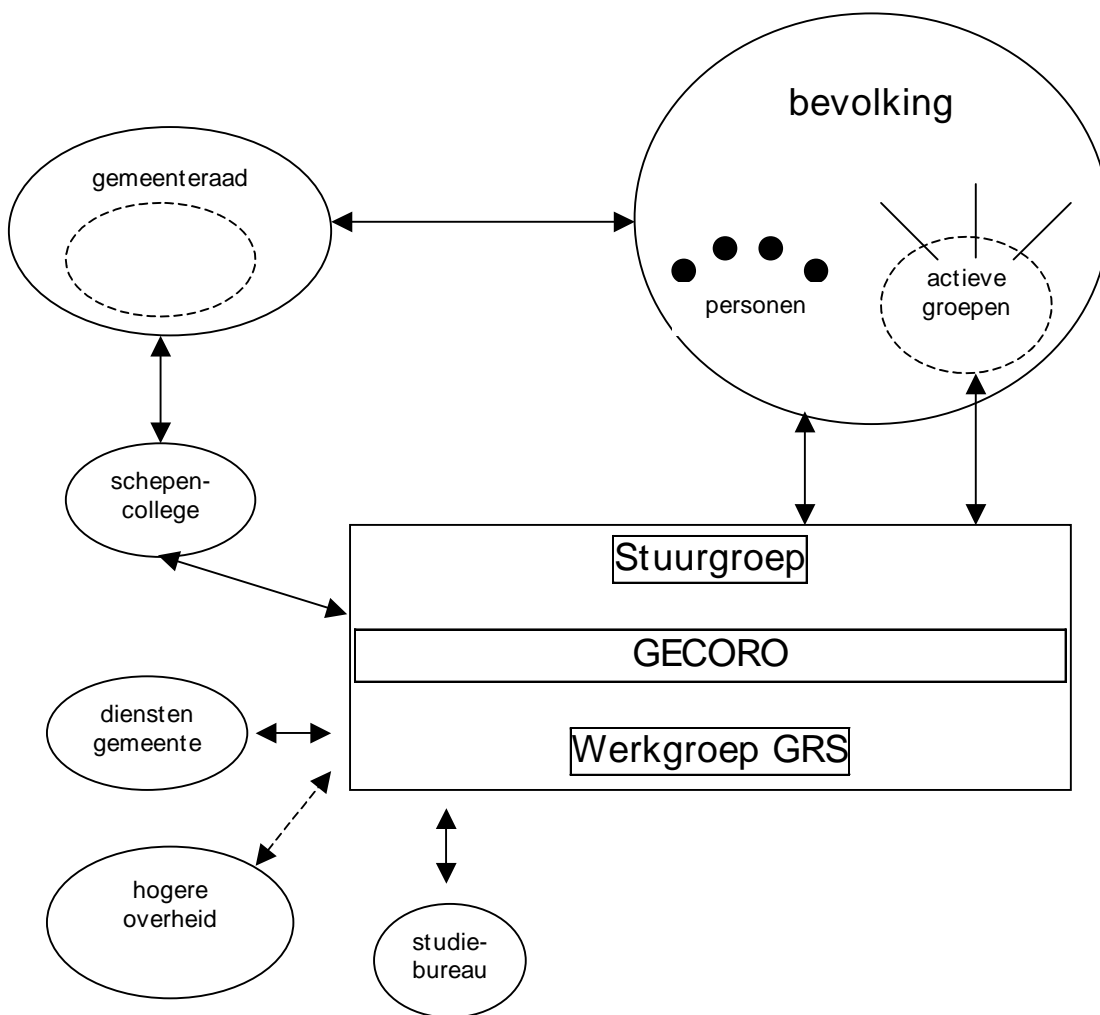 bevolking
gemeenteraad
personen
actieve
groepen
schepen-
college
Stuurgroep
GECORO
diensten
gemeente
Werkgroep GRS
hogere
overheid
studie-
bureau